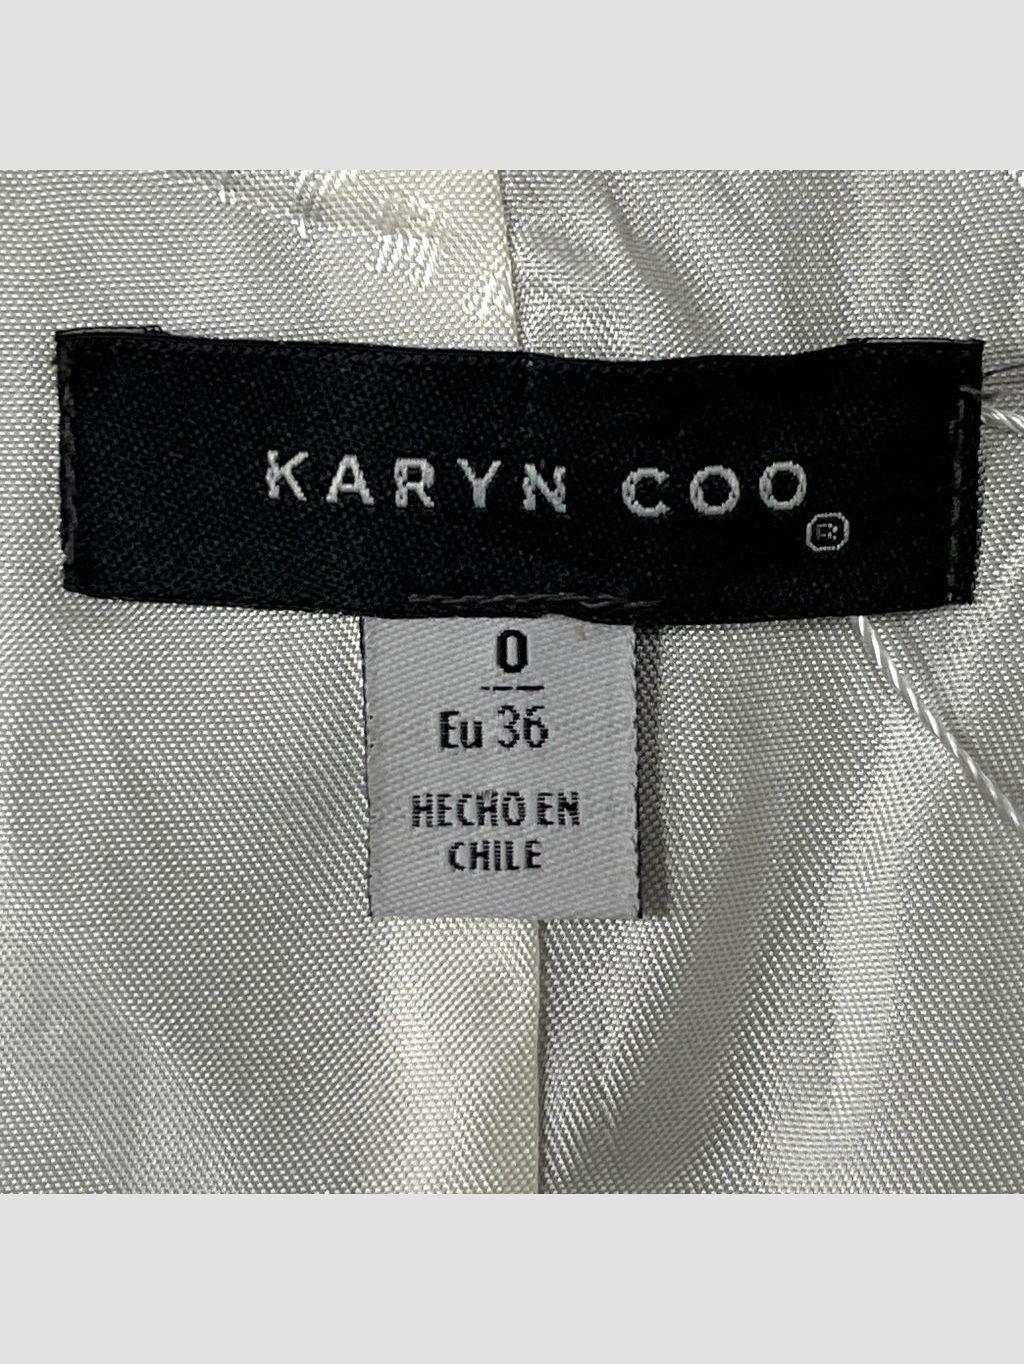 KARYN COO
®
0
Eu 36
HECHO EN
CHILE